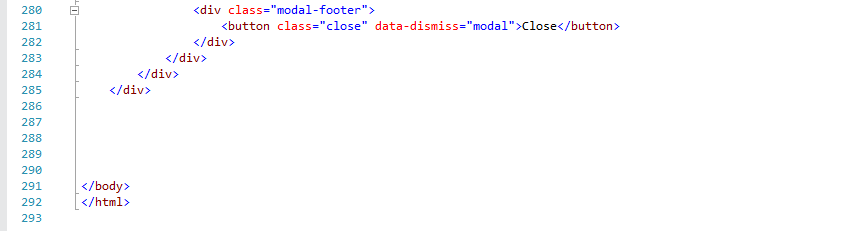 280 <div class="modal-footer">
281 <button class="close" data-dismiss="modal">Close</button>
282 </div>
283 </div>
284 </div>
285 </div>
286
287
288
289
290
291 </body>
292 </html>
293